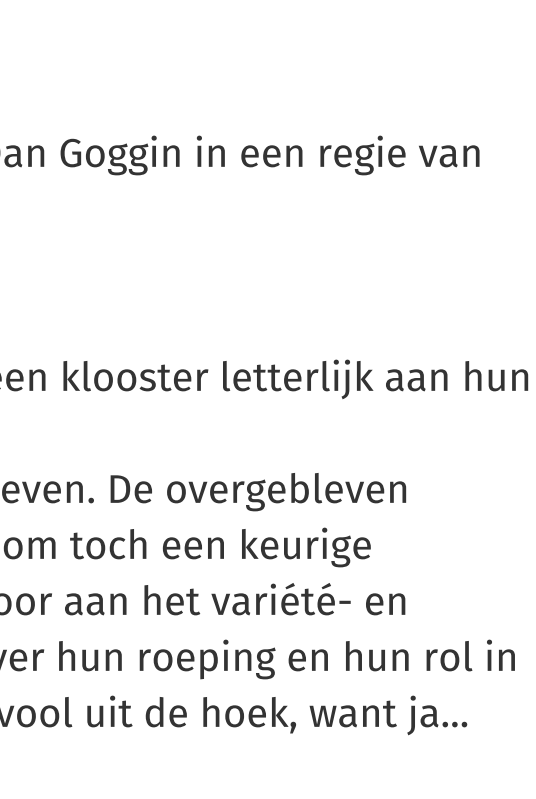 an Goggin in een regie van
een klooster letterlijk aan hun
even. De overgebleven
om toch een keurige
oor aan het variété- en
ver hun roeping en hun rol in
vool uit de hoek, want ja...